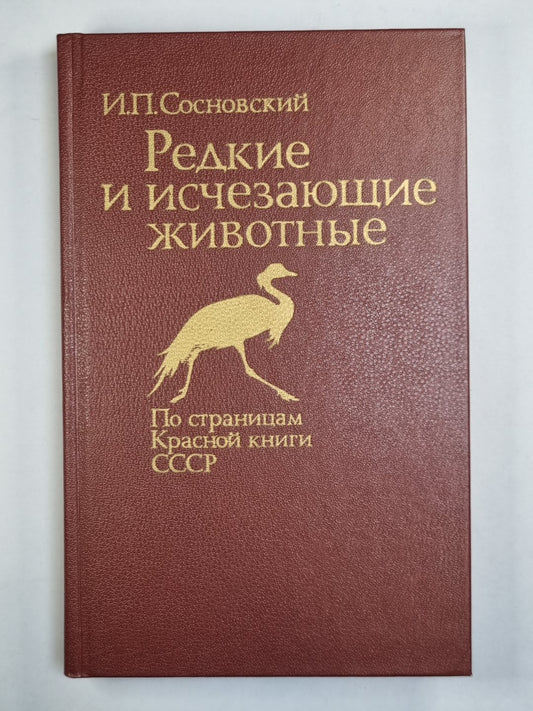 И.П.Сосновский
Редкие
и исчезающие
животные
По страницам
Красной книги
СССР